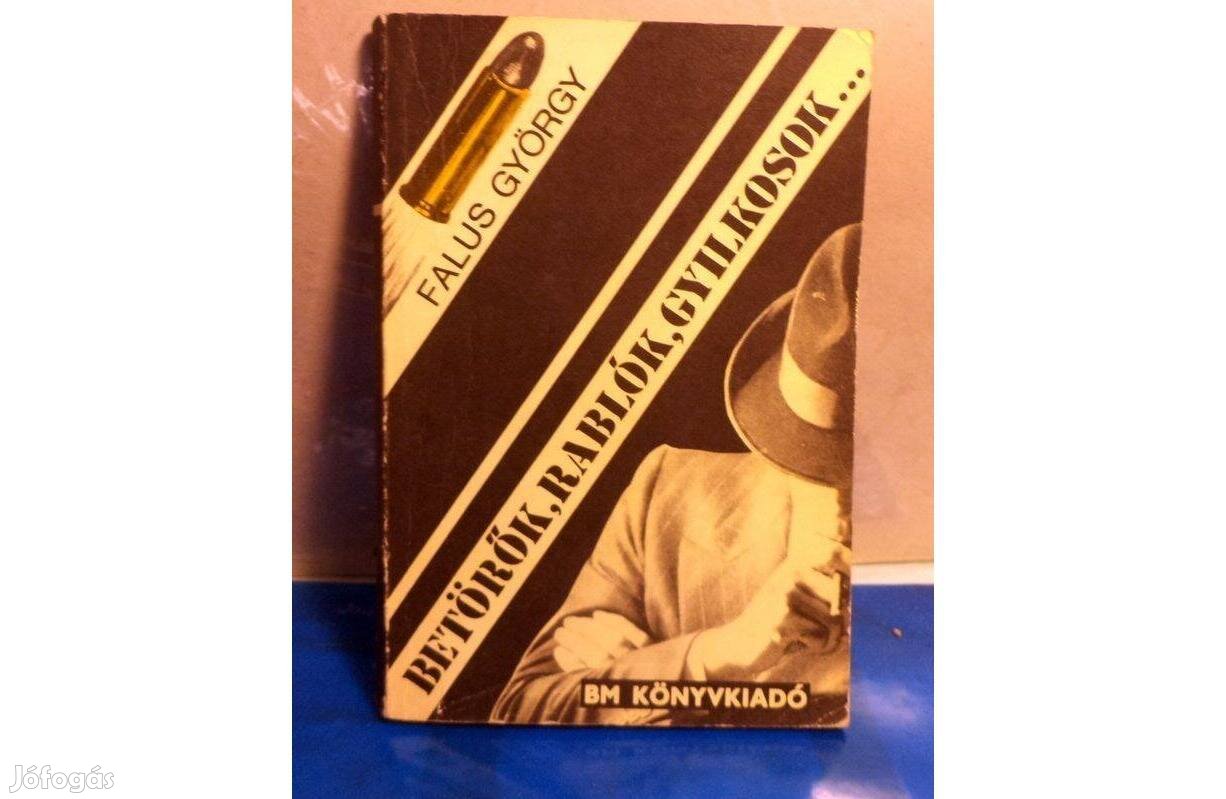 FALUS GYÖRGY
BETÖRŐK, RABLÓK, GYILKOSOK...
BM KÖNYVKIADÓ
Jófogás